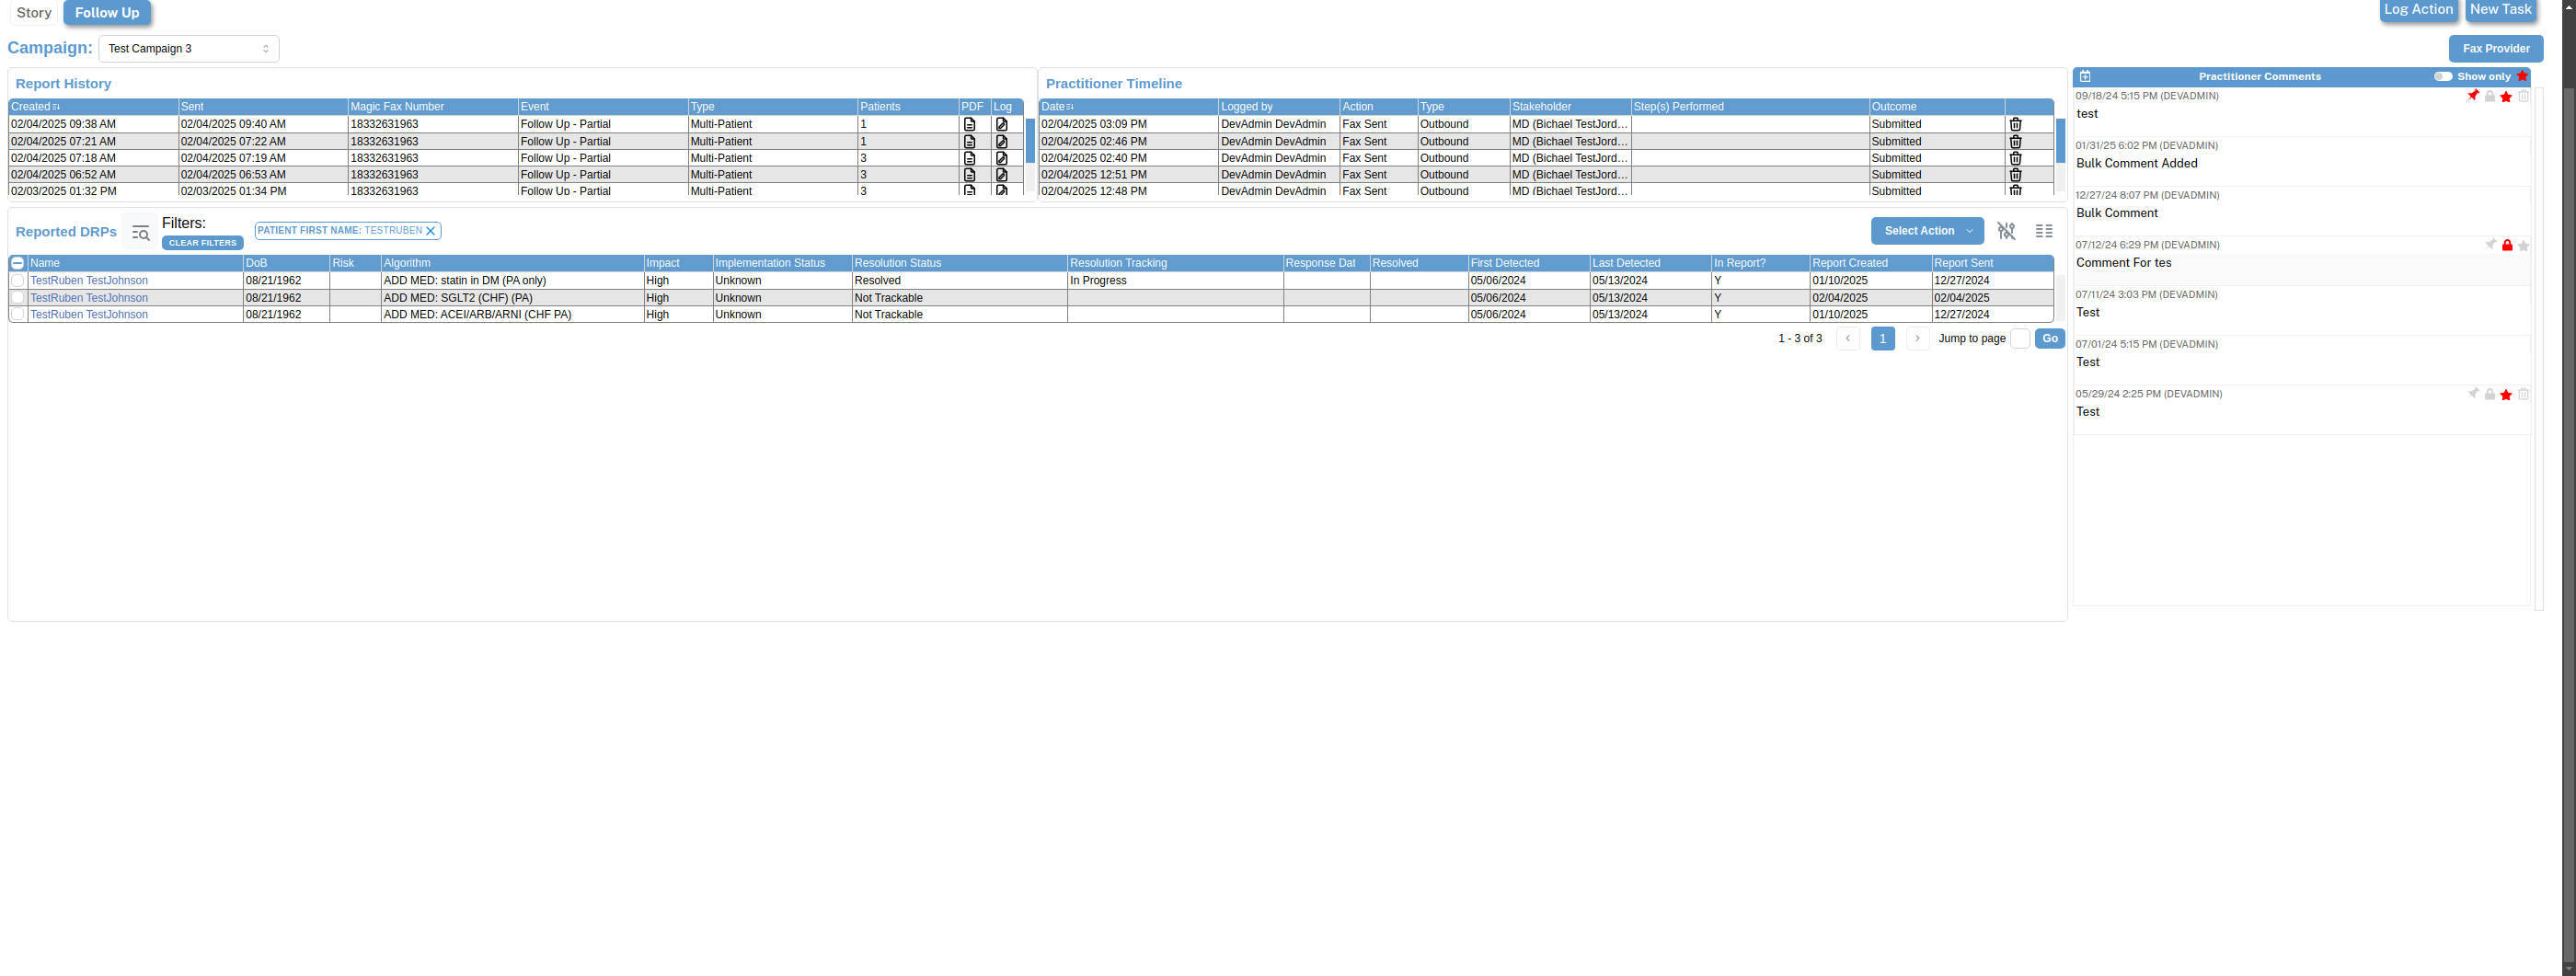 Story Follow Up Log Action New Task
Campaign: Test Campaign 3 Fax Provider
Report History
Created Sent Magic Fax Number Event Type Patients PDF Log
02/04/2025 09:38 AM 02/04/2025 09:40 AM 18332631963 Follow Up - Partial Multi-Patient 1
02/04/2025 07:21 AM 02/04/2025 07:22 AM 18332631963 Follow Up - Partial Multi-Patient 1
02/04/2025 07:18 AM 02/04/2025 07:19 AM 18332631963 Follow Up - Partial Multi-Patient 3
02/04/2025 06:52 AM 02/04/2025 06:53 AM 18332631963 Follow Up - Partial Multi-Patient 3
02/03/2025 01:32 PM 02/03/2025 01:34 PM 18332631963 Follow Up - Partial Multi-Patient 3
Practitioner Timeline
Date Logged by Action Type Stakeholder Step(s) Performed Outcome
02/04/2025 03:09 PM DevAdmin DevAdmin Fax Sent Outbound MD (Bichael TestJord... Submitted
02/04/2025 02:46 PM DevAdmin DevAdmin Fax Sent Outbound MD (Bichael TestJord... Submitted
02/04/2025 02:40 PM DevAdmin DevAdmin Fax Sent Outbound MD (Bichael TestJord... Submitted
02/04/2025 12:51 PM DevAdmin DevAdmin Fax Sent Outbound MD (Bichael TestJord... Submitted
02/04/2025 12:48 PM DevAdmin DevAdmin Fax Sent Outbound MD (Bichael TestJord... Submitted
Reported DRPs Filters:
CLEAR FILTERS
PATIENT FIRST NAME: TESTRUBEN
Select Action
Name DoB Risk Algorithm Impact Implementation Status Resolution Status Resolution Tracking Response Dat Resolved First Detected Last Detected In Report? Report Created Report Sent
TestRuben TestJohnson 08/21/1962 ADD MED: statin in DM (PA only) High Unknown Resolved In Progress 05/06/2024 05/13/2024 Y 01/10/2025 12/27/2024
TestRuben TestJohnson 08/21/1962 ADD MED: SGLT2 (CHF) (PA) High Unknown Not Trackable 05/06/2024 05/13/2024 Y 02/04/2025 02/04/2025
TestRuben TestJohnson 08/21/1962 ADD MED: ACEI/ARB/ARNI (CHF PA) High Unknown Not Trackable 05/06/2024 05/13/2024 Y 01/10/2025 12/27/2024
1 - 3 of 3 1 Jump to page Go
Practitioner Comments Show only
09/18/24 5:15 PM (DEVADMIN)
test
01/31/25 6:02 PM (DEVADMIN)
Bulk Comment Added
12/27/24 8:07 PM (DEVADMIN)
Bulk Comment
07/12/24 6:29 PM (DEVADMIN)
Comment For tes
07/11/24 3:03 PM (DEVADMIN)
Test
07/01/24 5:15 PM (DEVADMIN)
Test
05/29/24 2:25 PM (DEVADMIN)
Test